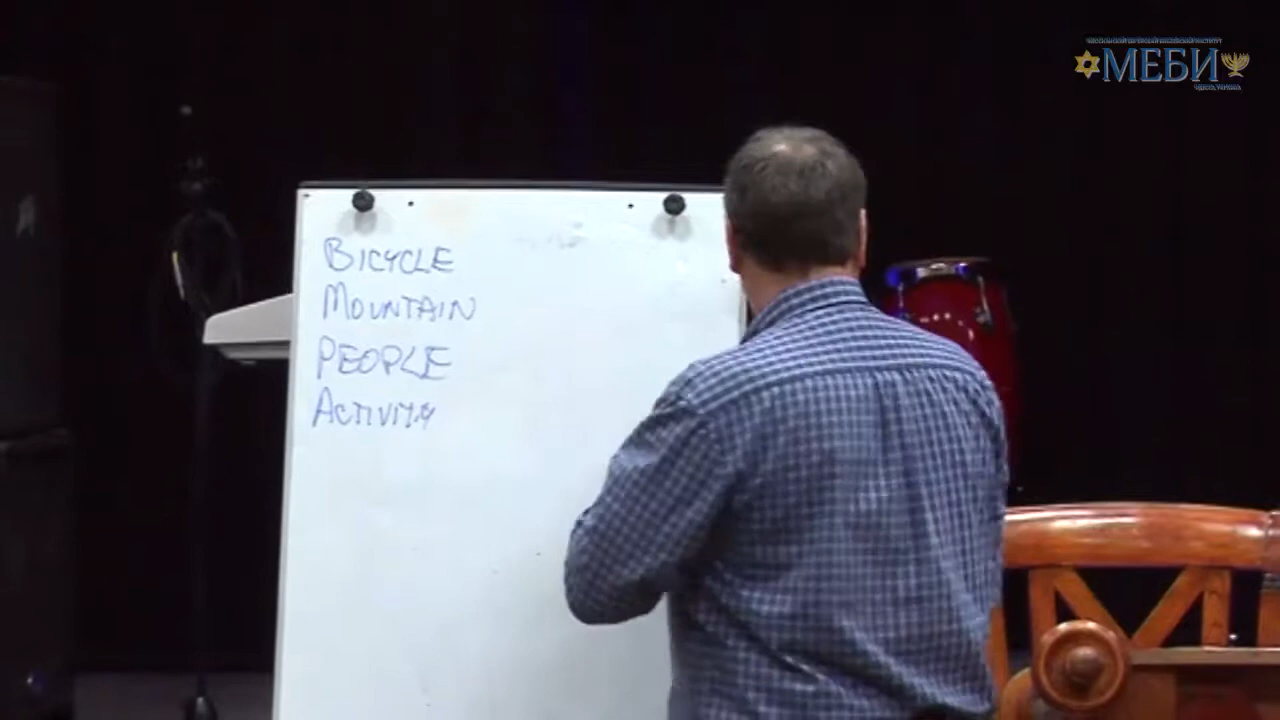 МЕБИ
BICYCLE
MOUNTAIN
PEOPLE
ACTIVITY